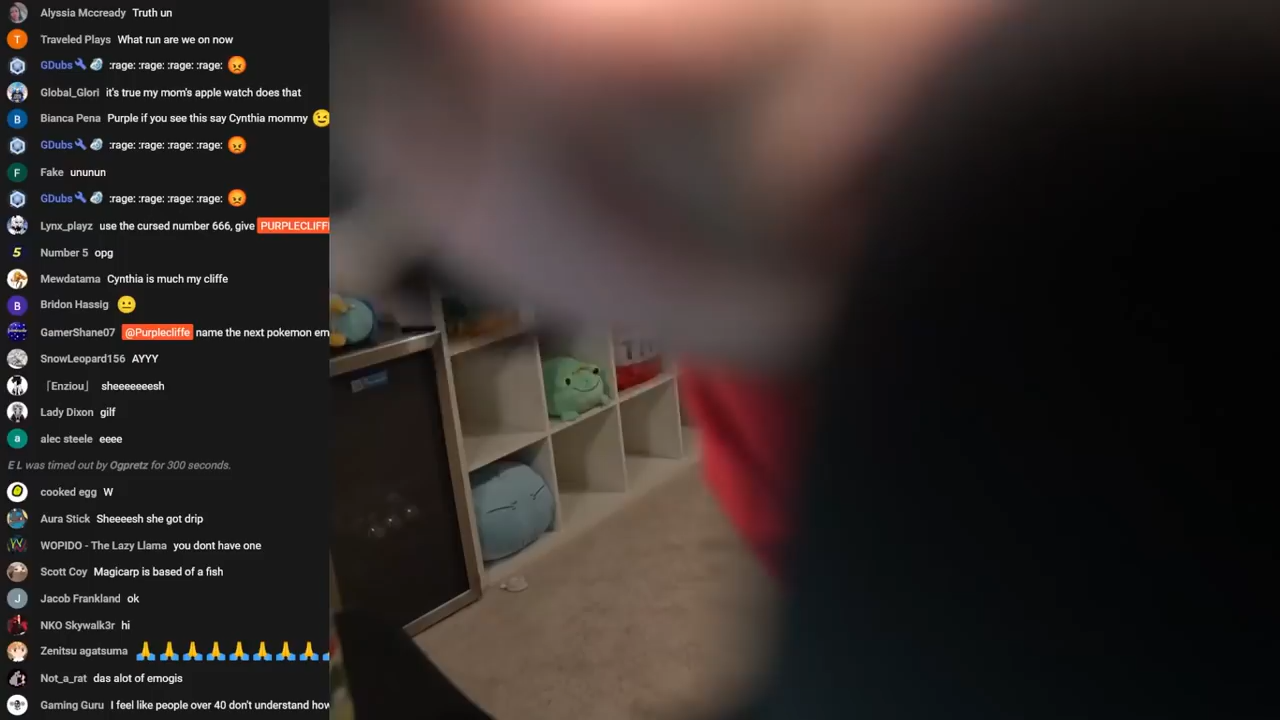 Alyssia Mccready Truth un
Traveled Plays What run are we on now
GDubs :rage: :rage: :rage: :rage: 😡
Global_Glori it's true my mom's apple watch does that
Bianca Pena Purple if you see this say Cynthia mommy 😉
GDubs :rage: :rage: :rage: :rage: 😡
Fake ununun
GDubs :rage: :rage: :rage: :rage: 😡
Lynx_playz use the cursed number 666, give PURPLECLIFF
Number 5 opg
Mewdatama Cynthia is much my cliffe
Bridon Hassig 😐
GamerShane07 @Purplecliffe name the next pokemon em
SnowLeopard156 AYYY
「Enziou」 sheeeeeesh
Lady Dixon gilf
alec steele eeee
E L was timed out by Ogpretz for 300 seconds.
cooked egg W
Aura Stick Sheeeesh she got drip
WOPIDO - The Lazy Llama you dont have one
Scott Coy Magicarp is based of a fish
Jacob Frankland ok
NKO Skywalk3r hi
Zenitsu agatsuma 🙏🙏🙏🙏🙏🙏🙏🙏
Not_a_rat das alot of emogis
Gaming Guru I feel like people over 40 don't understand how